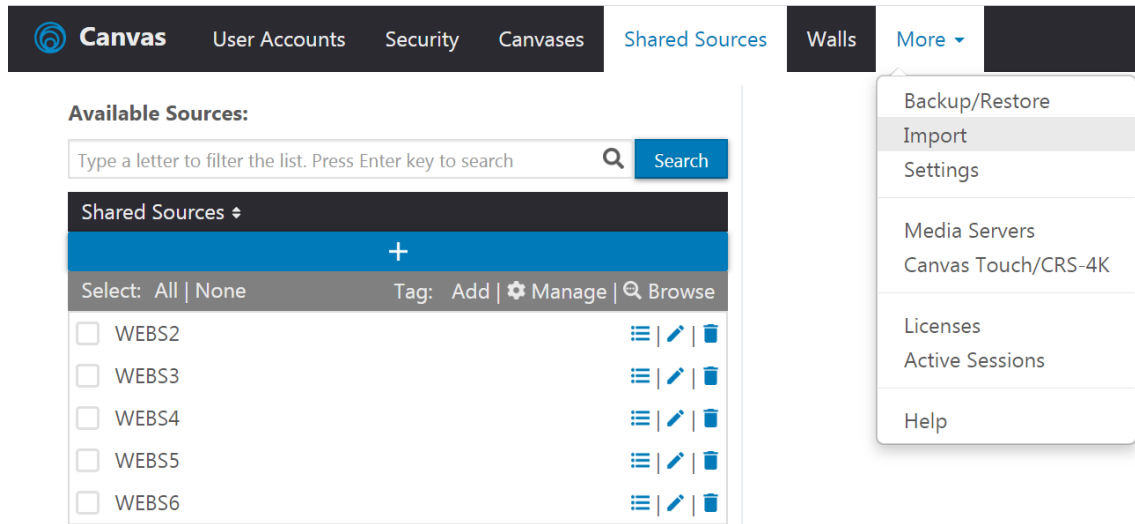 Canvas User Accounts Security Canvases Shared Sources Walls More
Available Sources:
Type a letter to filter the list. Press Enter key to search Search
Shared Sources
+
Select: All | None Tag: Add | Manage | Browse
WEBS2 | |
WEBS3 | |
WEBS4 | |
WEBS5 | |
WEBS6 | |
Backup/Restore
Import
Settings
Media Servers
Canvas Touch/CRS-4K
Licenses
Active Sessions
Help